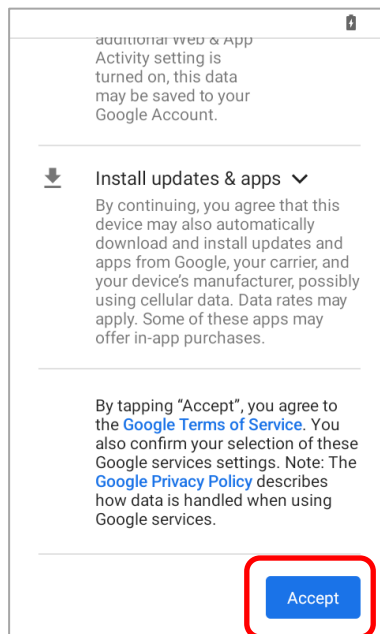 additional Web & App
Activity setting is
turned on, this data
may be saved to your
Google Account.
Install updates & apps
By continuing, you agree that this
device may also automatically
download and install updates and
apps from Google, your carrier, and
your device's manufacturer, possibly
using cellular data. Data rates may
apply. Some of these apps may
offer in-app purchases.
By tapping “Accept”, you agree to
the Google Terms of Service. You
also confirm your selection of these
Google services settings. Note: The
Google Privacy Policy describes
how data is handled when using
Google services.
Accept